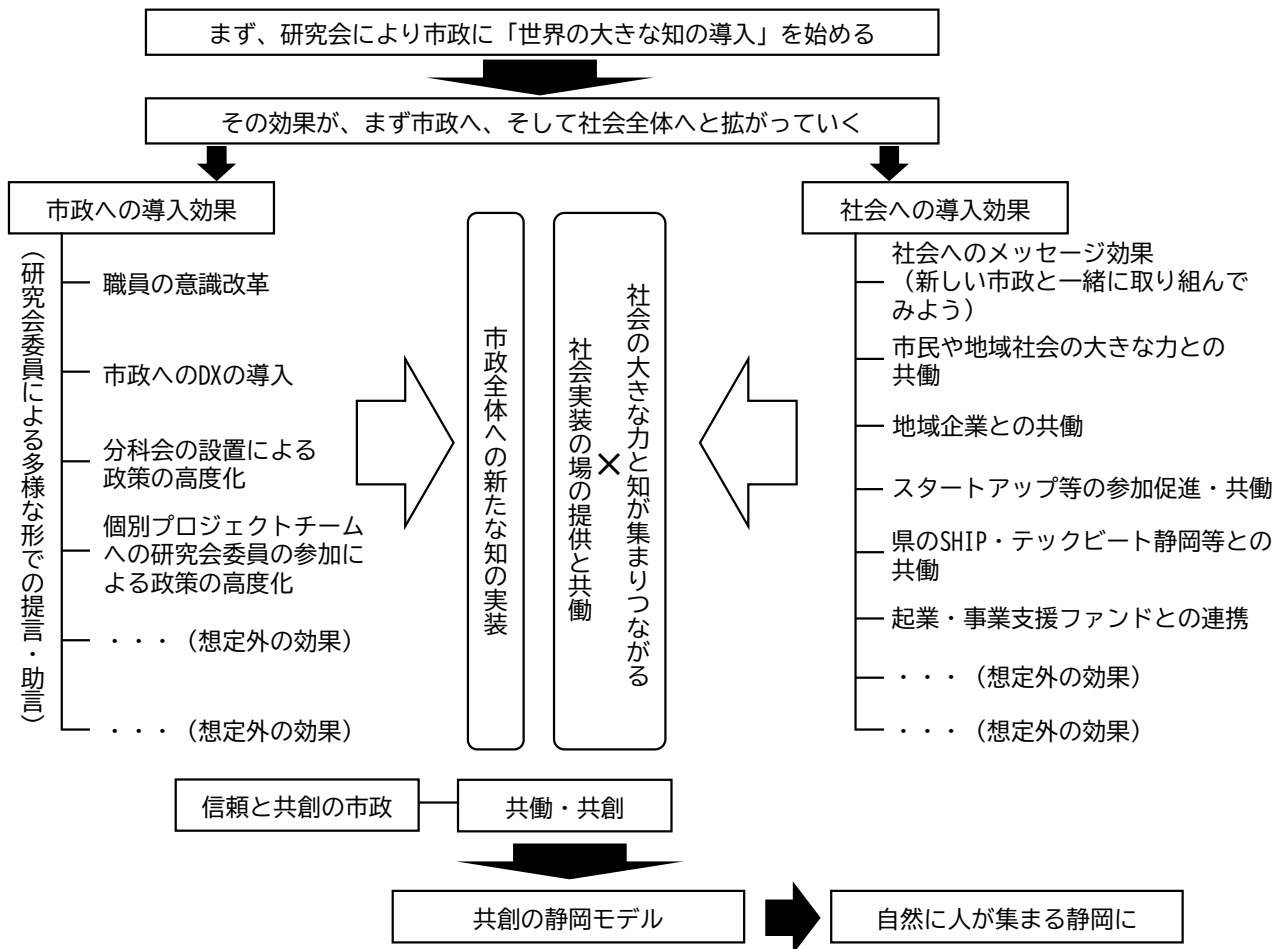 まず、研究会により市政に「世界の大きな知の導入」を始める
その効果が、まず市政へ、そして社会全体へと拡がっていく
市政への導入効果
（研究会委員による多様な形での提言・助言）
職員の意識改革
市政へのDXの導入
分科会の設置による
政策の高度化
個別プロジェクトチーム
への研究会委員の参加に
よる政策の高度化
・・・（想定外の効果）
・・・（想定外の効果）
市政全体への新たな知の実装
社会の大きな力と知が集まりつながる
×
社会実装の場の提供と共働
社会への導入効果
社会へのメッセージ効果
（新しい市政と一緒に取り組んで
みよう）
市民や地域社会の大きな力との
共働
地域企業との共働
スタートアップ等の参加促進・共働
県のSHIP・テックビート静岡等との
共働
起業・事業支援ファンドとの連携
・・・（想定外の効果）
・・・（想定外の効果）
信頼と共創の市政
共働・共創
共創の静岡モデル
自然に人が集まる静岡に